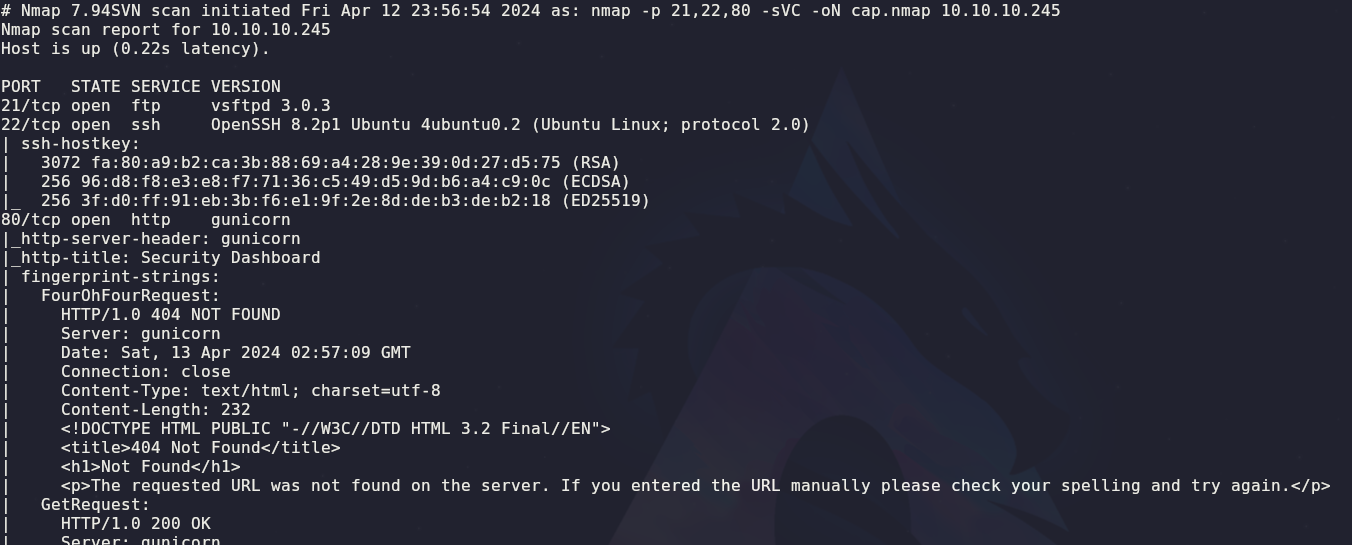 # Nmap 7.94SVN scan initiated Fri Apr 12 23:56:54 2024 as: nmap -p 21,22,80 -sVC -oN cap.nmap 10.10.10.245
Nmap scan report for 10.10.10.245
Host is up (0.22s latency).

PORT   STATE SERVICE VERSION
21/tcp open  ftp     vsftpd 3.0.3
22/tcp open  ssh     OpenSSH 8.2p1 Ubuntu 4ubuntu0.2 (Ubuntu Linux; protocol 2.0)
| ssh-hostkey:
|   3072 fa:80:a9:b2:ca:3b:88:69:a4:28:9e:39:0d:27:d5:75 (RSA)
|   256 96:d8:f8:e3:e8:f7:71:36:c5:49:d5:9d:b6:a4:c9:0c (ECDSA)
|_  256 3f:d0:ff:91:eb:3b:f6:e1:9f:2e:8d:de:b3:de:b2:18 (ED25519)
80/tcp open  http    gunicorn
|_http-server-header: gunicorn
|_http-title: Security Dashboard
| fingerprint-strings:
|   FourOhFourRequest:
|     HTTP/1.0 404 NOT FOUND
|     Server: gunicorn
|     Date: Sat, 13 Apr 2024 02:57:09 GMT
|     Connection: close
|     Content-Type: text/html; charset=utf-8
|     Content-Length: 232
|     <!DOCTYPE HTML PUBLIC "-//W3C//DTD HTML 3.2 Final//EN">
|     <title>404 Not Found</title>
|     <h1>Not Found</h1>
|     <p>The requested URL was not found on the server. If you entered the URL manually please check your spelling and try again.</p>
|   GetRequest:
|     HTTP/1.0 200 OK
|     Server: gunicorn